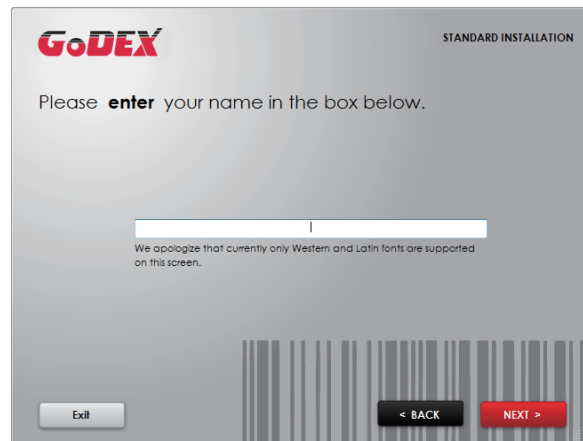 GoDEX
STANDARD INSTALLATION
Please enter your name in the box below.
We apologize that currently only Western and Latin fonts are supported
on this screen.
Exit
< BACK
NEXT >